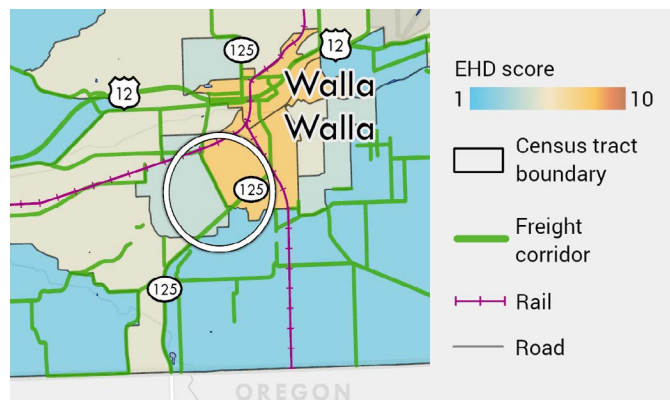 125
12
Walla
12
Walla
125
125
OREGON
EHD score
1 10
Census tract
boundary
Freight
corridor
Rail
Road